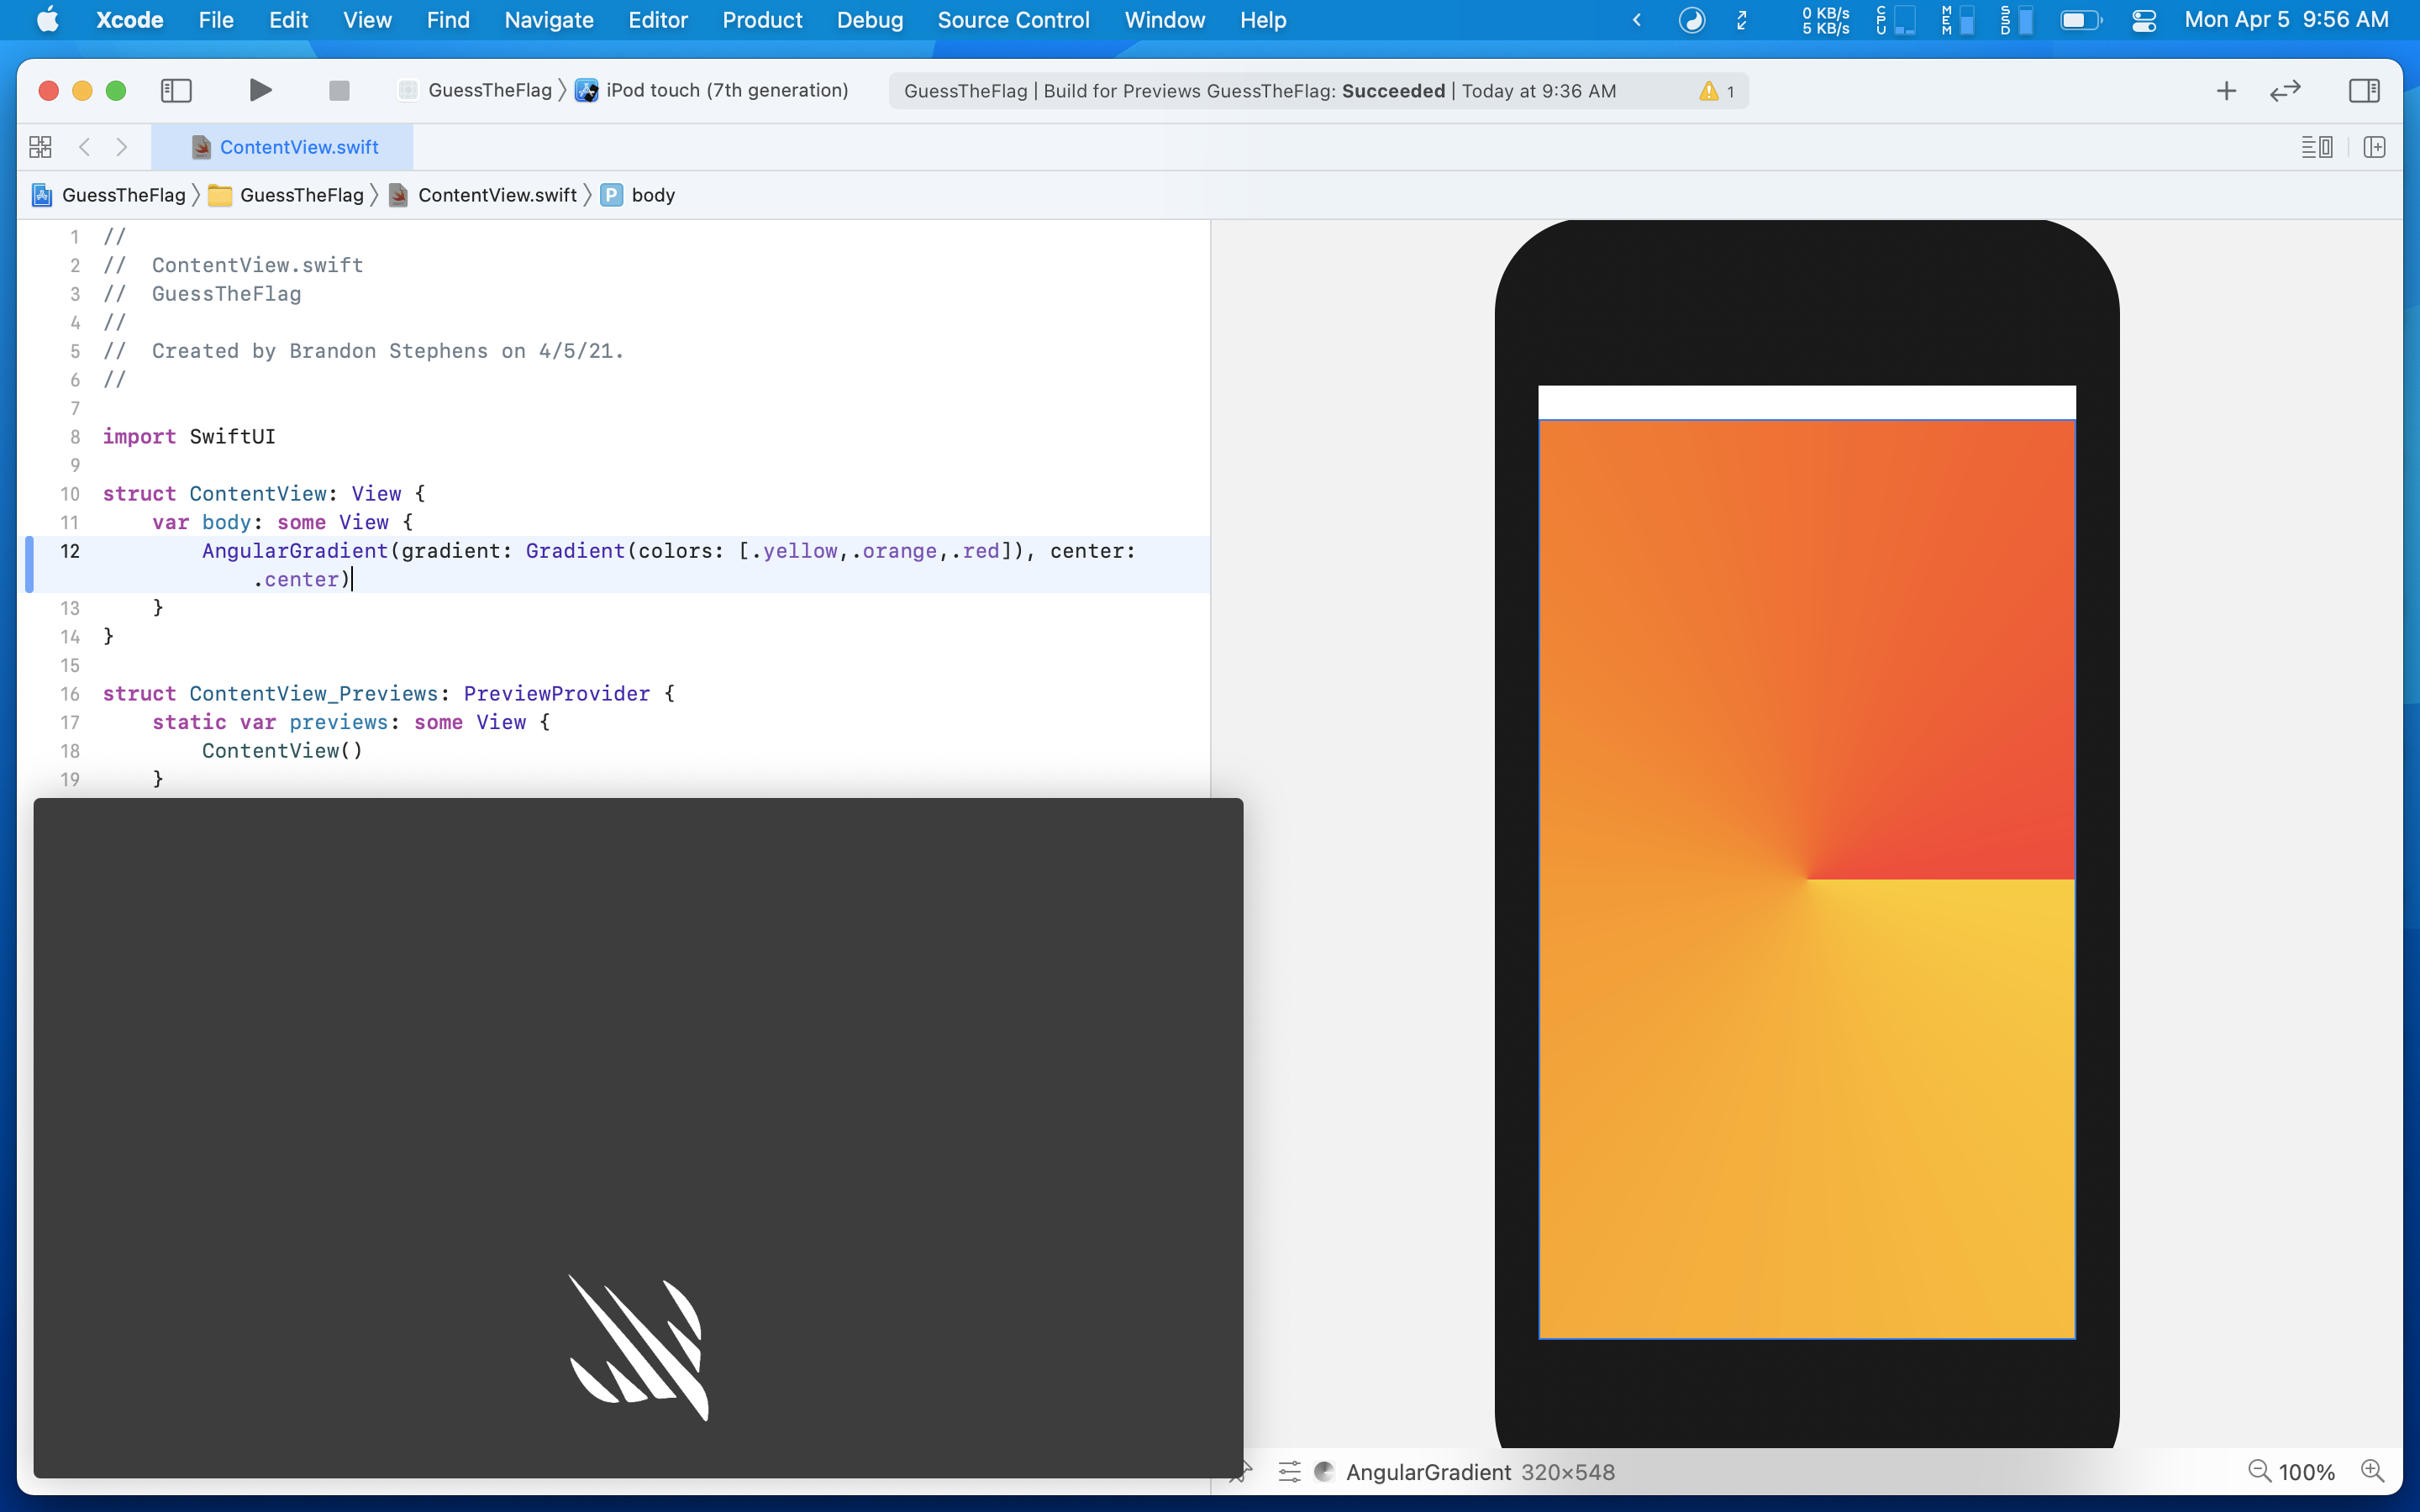 Xcode File Edit View Find Navigate Editor Product Debug Source Control Window Help
0 KB/s
5 KB/s
CPU
MEM
SSD
Mon Apr 5 9:56 AM
GuessTheFlag
iPod touch (7th generation)
GuessTheFlag | Build for Previews GuessTheFlag: Succeeded | Today at 9:36 AM
1
ContentView.swift
GuessTheFlag
GuessTheFlag
ContentView.swift
P body
1 //
2 //  ContentView.swift
3 //  GuessTheFlag
4 //
5 //  Created by Brandon Stephens on 4/5/21.
6 //
7
8 import SwiftUI
9
10 struct ContentView: View {
11     var body: some View {
12         AngularGradient(gradient: Gradient(colors: [.yellow,.orange,.red]), center:
.center)
13     }
14 }
15
16 struct ContentView_Previews: PreviewProvider {
17     static var previews: some View {
18         ContentView()
19     }
AngularGradient 320×548
100%